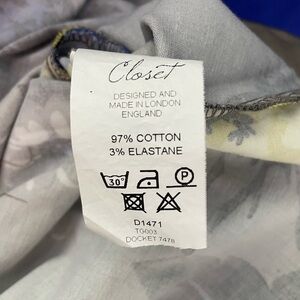 Closet
DESIGNED AND
MADE IN LONDON
ENGLAND
97% COTTON
3% ELASTANE
30°
P
D1471
TG003
DOCKET 7478